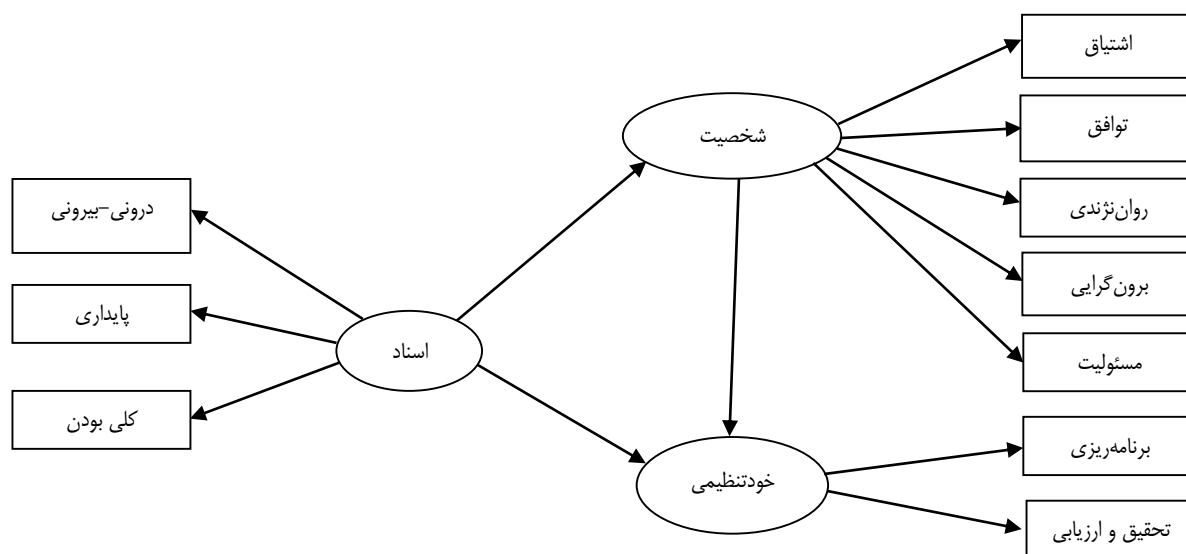 اشتیاق
توافق
شخصیت
روان‌نژندی
درونی-بیرونی
برون‌گرایی
پایداری
اسناد
مسئولیت
کلی بودن
برنامه‌ریزی
خودتنظیمی
تحقیق و ارزیابی